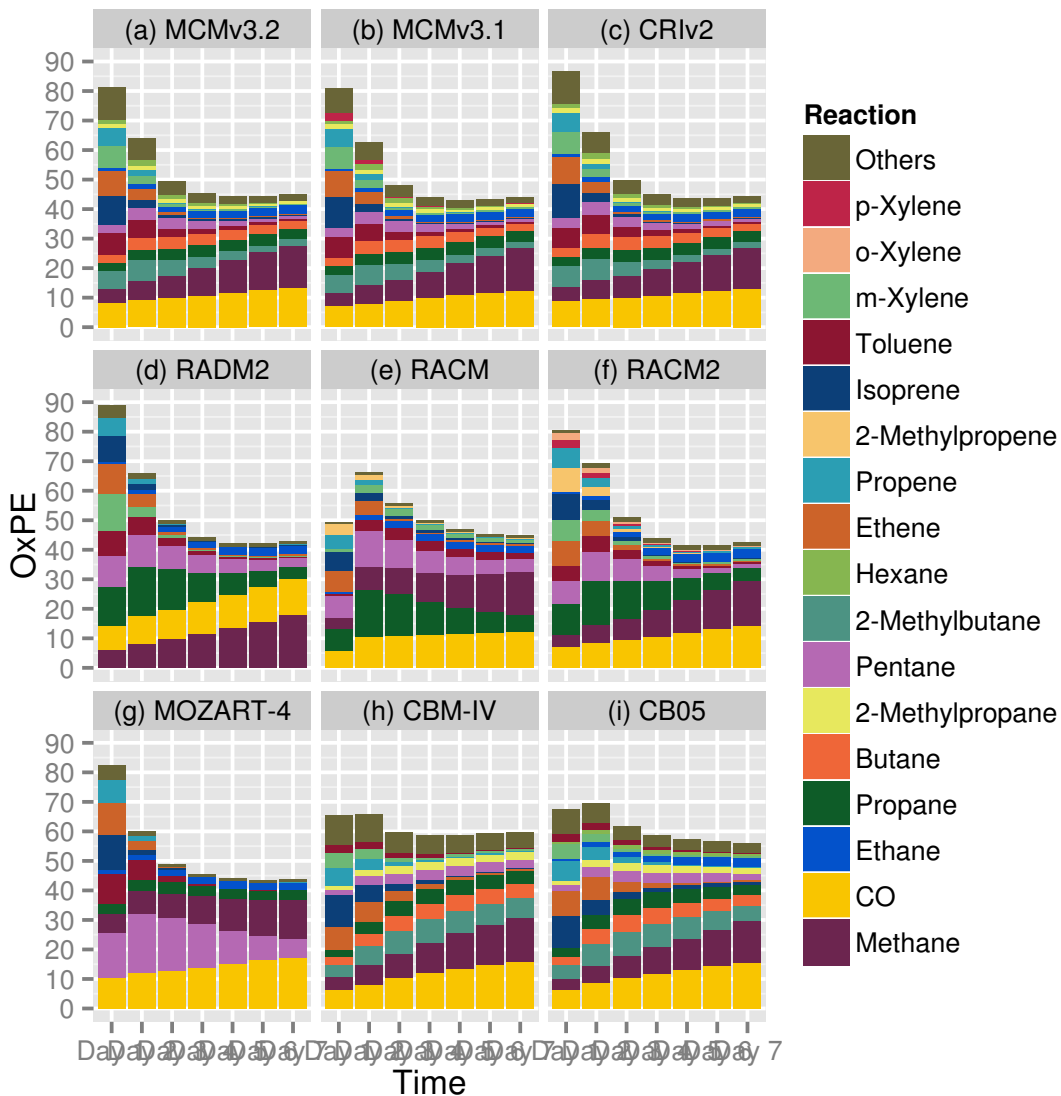 (a) MCMv3.2 (b) MCMv3.1 (c) CRIv2
90
80
70
60
50
40
30
20
10
0
(d) RADM2 (e) RACM (f) RACM2
90
80
70
60
50
40
30
20
10
0
(g) MOZART-4 (h) CBM-IV (i) CB05
90
80
70
60
50
40
30
20
10
0
OxPE
Day 7
Time
Reaction
Others
p-Xylene
o-Xylene
m-Xylene
Toluene
Isoprene
2-Methylpropene
Propene
Ethene
Hexane
2-Methylbutane
Pentane
2-Methylpropane
Butane
Propane
Ethane
CO
Methane